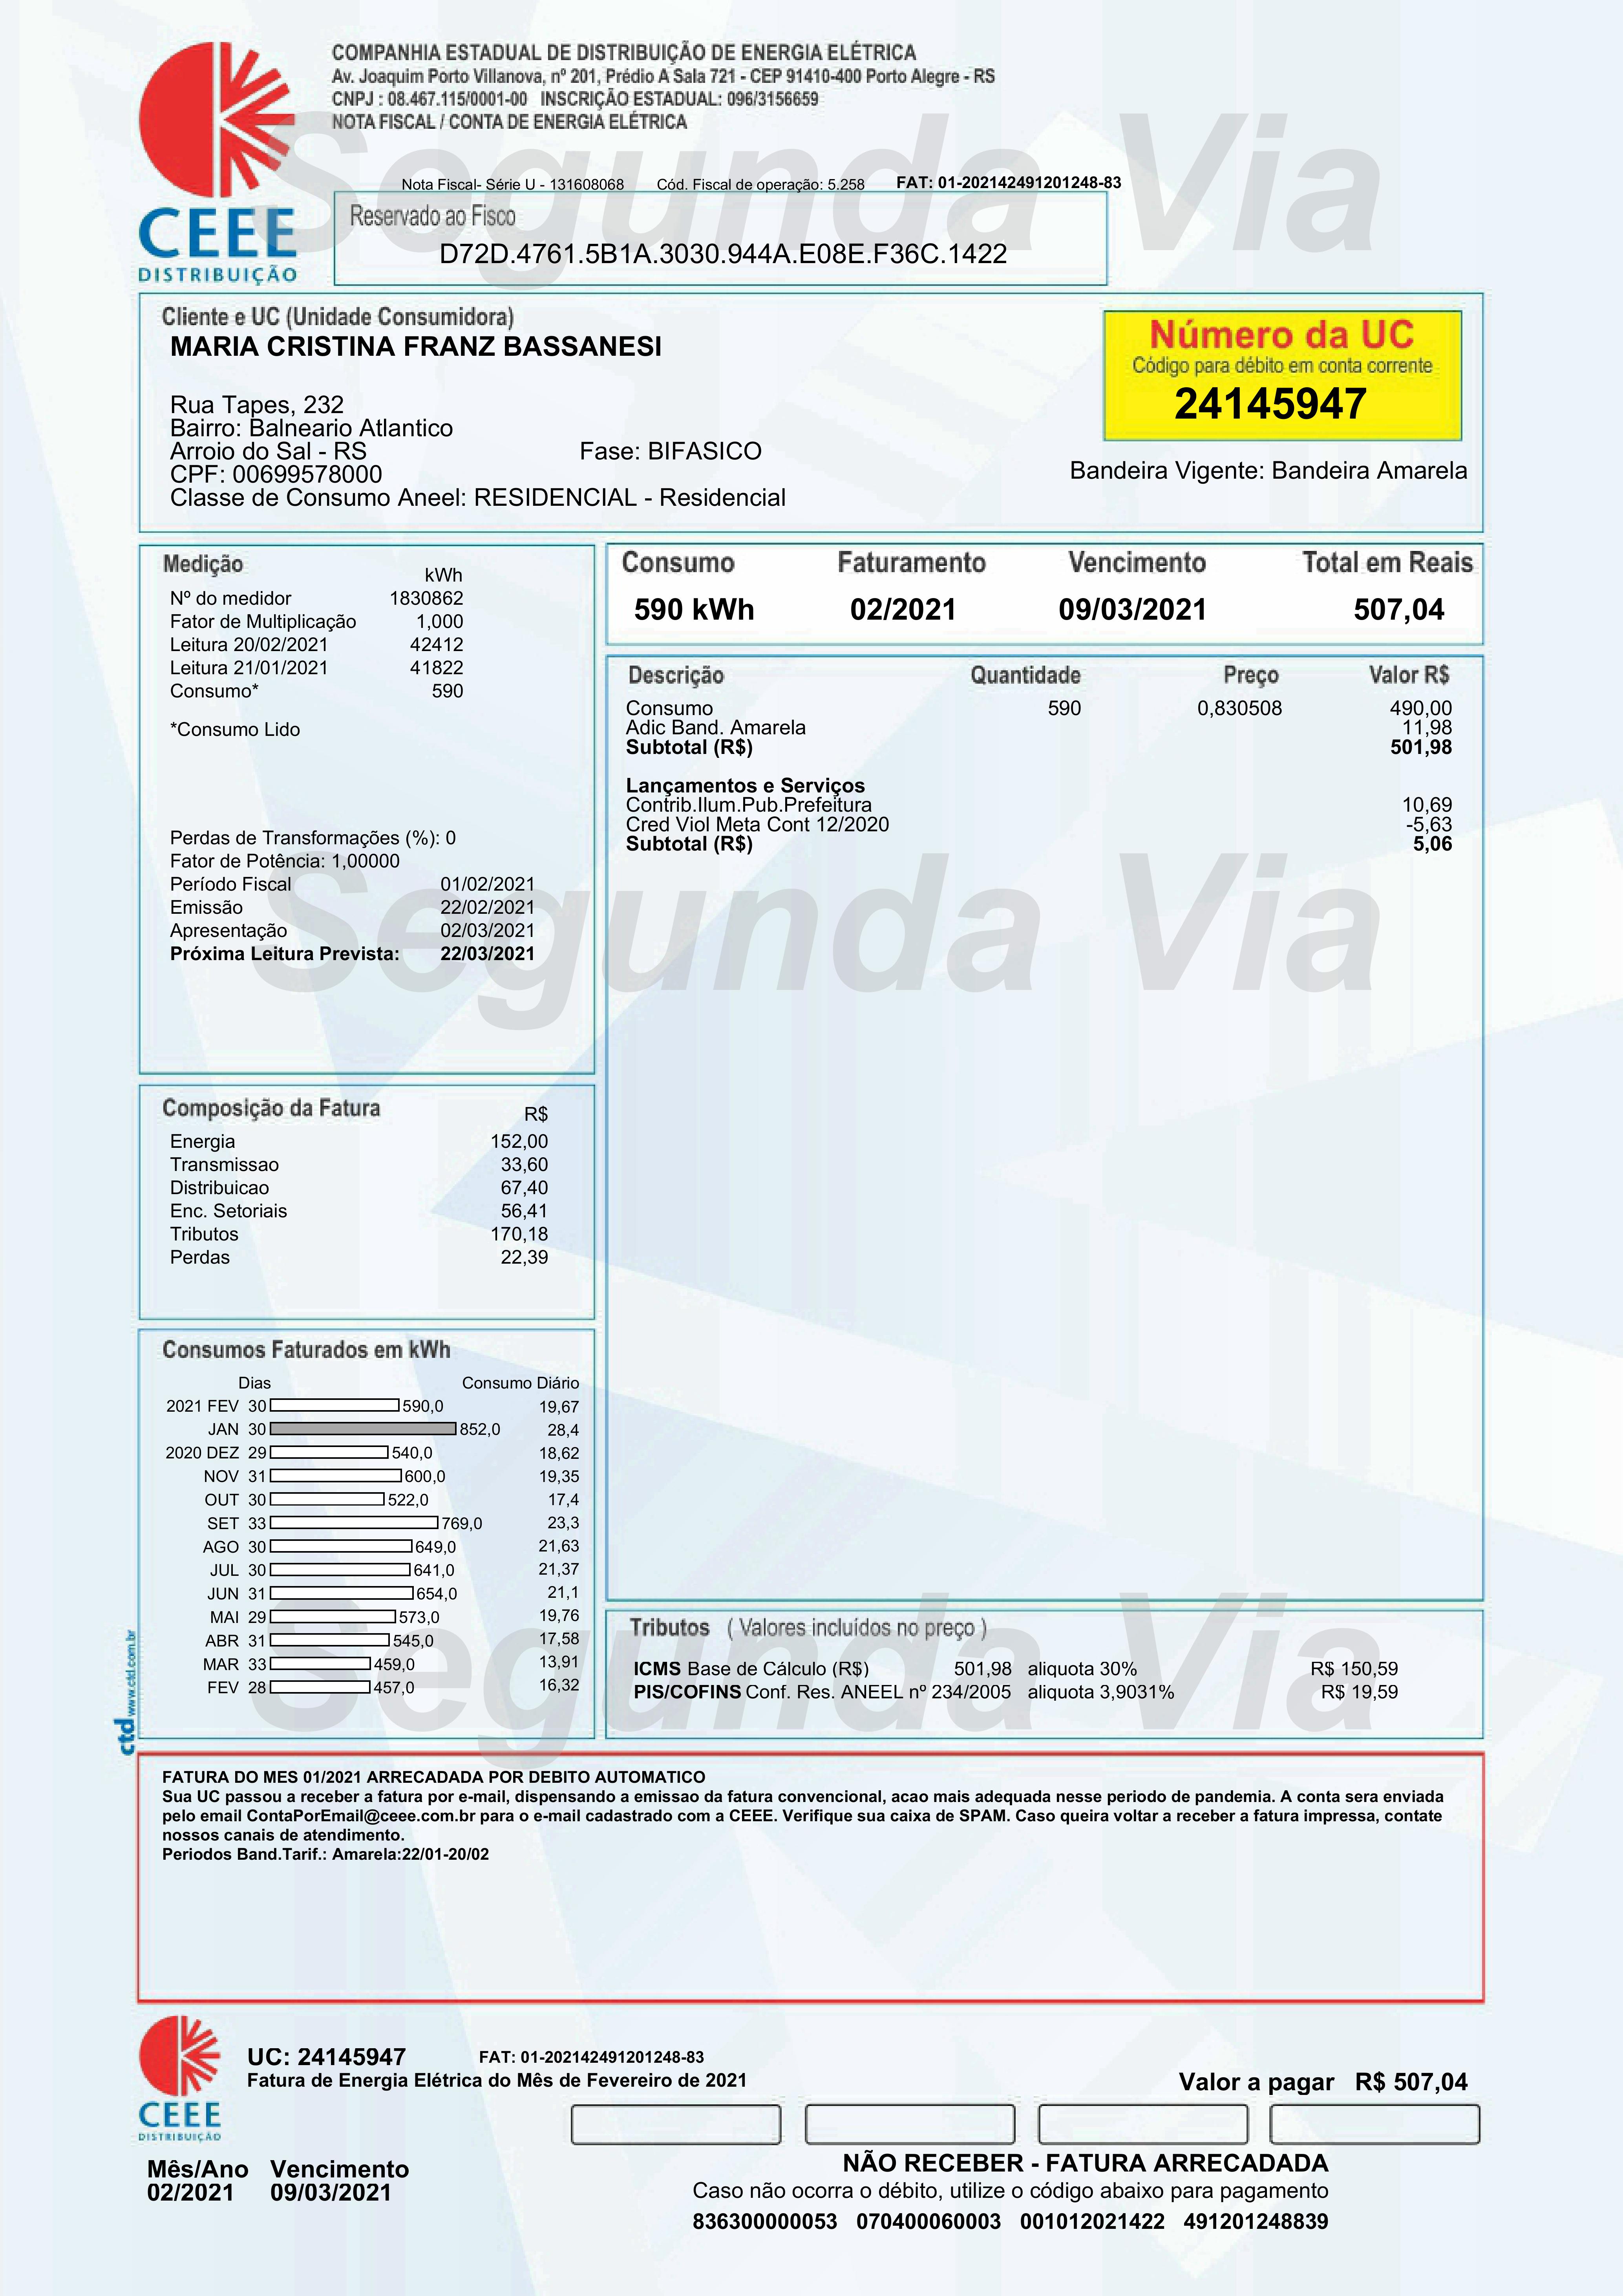 COMPANHIA ESTADUAL DE DISTRIBUIÇÃO DE ENERGIA ELÉTRICA
Av. Joaquim Porto Villanova, nº 201, Prédio A Sala 721 - CEP 91410-400 Porto Alegre - RS
CNPJ : 08.467.115/0001-00 INSCRIÇÃO ESTADUAL: 096/3156659
NOTA FISCAL / CONTA DE ENERGIA ELÉTRICA
Segunda Via
Nota Fiscal- Série U - 131608068 Cód. Fiscal de operação: 5.258 FAT: 01-202142491201248-83
CEEE
DISTRIBUIÇÃO
Reservado ao Fisco
D72D.4761.5B1A.3030.944A.E08E.F36C.1422
Cliente e UC (Unidade Consumidora)
MARIA CRISTINA FRANZ BASSANESI
Rua Tapes, 232
Bairro: Balneario Atlantico
Arroio do Sal - RS Fase: BIFASICO
CPF: 00699578000
Classe de Consumo Aneel: RESIDENCIAL - Residencial
Número da UC
Código para débito em conta corrente
24145947
Bandeira Vigente: Bandeira Amarela
Medição
kWh
Nº do medidor 1830862
Fator de Multiplicação 1,000
Leitura 20/02/2021 42412
Leitura 21/01/2021 41822
Consumo* 590
*Consumo Lido
Perdas de Transformações (%): 0
Fator de Potência: 1,00000
Período Fiscal 01/02/2021
Emissão 22/02/2021
Apresentação 02/03/2021
Próxima Leitura Prevista: 22/03/2021
Consumo Faturamento Vencimento Total em Reais
590 kWh 02/2021 09/03/2021 507,04
Descrição Quantidade Preço Valor R$
Consumo 590 0,830508 490,00
Adic Band. Amarela 11,98
Subtotal (R$) 501,98
Lançamentos e Serviços
Contrib.Ilum.Pub.Prefeitura 10,69
Cred Viol Meta Cont 12/2020 -5,63
Subtotal (R$) 5,06
Segunda Via
Composição da Fatura R$
Energia 152,00
Transmissao 33,60
Distribuicao 67,40
Enc. Setoriais 56,41
Tributos 170,18
Perdas 22,39
Consumos Faturados em kWh
Dias Consumo Diário
2021 FEV 30 590,0 19,67
JAN 30 852,0 28,4
2020 DEZ 29 540,0 18,62
NOV 31 600,0 19,35
OUT 30 522,0 17,4
SET 33 769,0 23,3
AGO 30 649,0 21,63
JUL 30 641,0 21,37
JUN 31 654,0 21,1
MAI 29 573,0 19,76
ABR 31 545,0 17,58
MAR 33 459,0 13,91
FEV 28 457,0 16,32
ctd www.ctd.com.br
Segunda Via
Tributos ( Valores incluídos no preço )
ICMS Base de Cálculo (R$) 501,98 aliquota 30% R$ 150,59
PIS/COFINS Conf. Res. ANEEL nº 234/2005 aliquota 3,9031% R$ 19,59
FATURA DO MES 01/2021 ARRECADADA POR DEBITO AUTOMATICO
Sua UC passou a receber a fatura por e-mail, dispensando a emissao da fatura convencional, acao mais adequada nesse periodo de pandemia. A conta sera enviada
pelo email ContaPorEmail@ceee.com.br para o e-mail cadastrado com a CEEE. Verifique sua caixa de SPAM. Caso queira voltar a receber a fatura impressa, contate
nossos canais de atendimento.
Periodos Band.Tarif.: Amarela:22/01-20/02
CEEE
DISTRIBUIÇÃO
UC: 24145947 FAT: 01-202142491201248-83
Fatura de Energia Elétrica do Mês de Fevereiro de 2021
Valor a pagar R$ 507,04
Mês/Ano Vencimento
02/2021 09/03/2021
NÃO RECEBER - FATURA ARRECADADA
Caso não ocorra o débito, utilize o código abaixo para pagamento
836300000053 070400060003 001012021422 491201248839